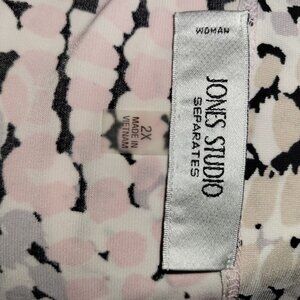 WOMAN
JONES STUDIO
SEPARATES
2X
MADE IN
VIETNAM